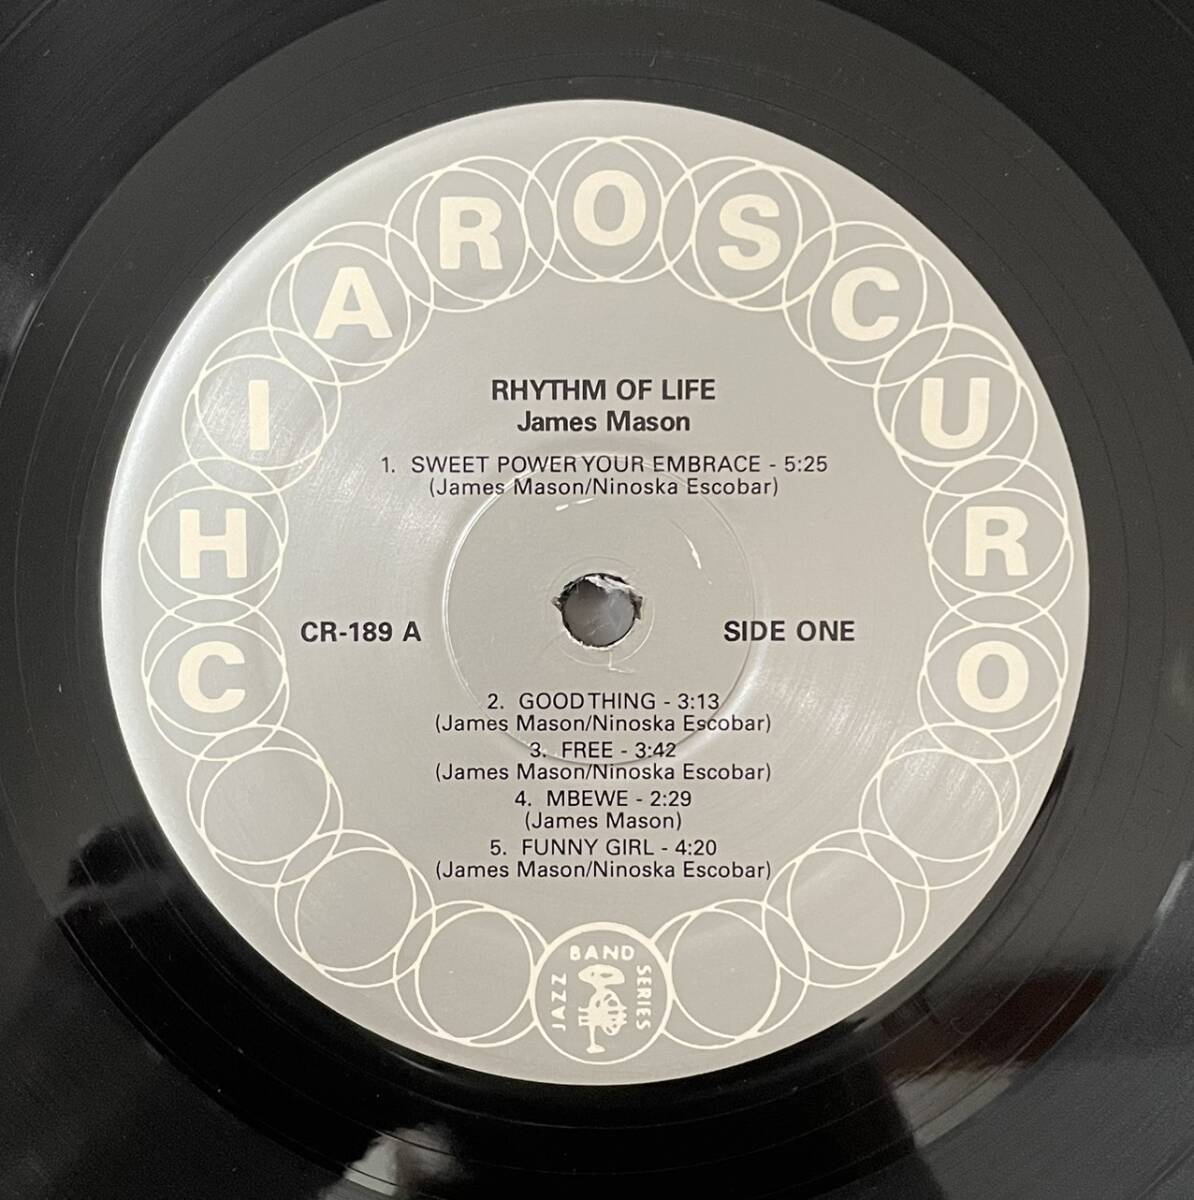 CHIAROSCURO
RHYTHM OF LIFE
James Mason
1. SWEET POWER YOUR EMBRACE - 5:25
(James Mason/Ninoska Escobar)
CR-189 A
SIDE ONE
2. GOOD THING - 3:13
(James Mason/Ninoska Escobar)
3. FREE - 3:42
(James Mason/Ninoska Escobar)
4. MBEWE - 2:29
(James Mason)
5. FUNNY GIRL - 4:20
(James Mason/Ninoska Escobar)
JAZZ BAND SERIES